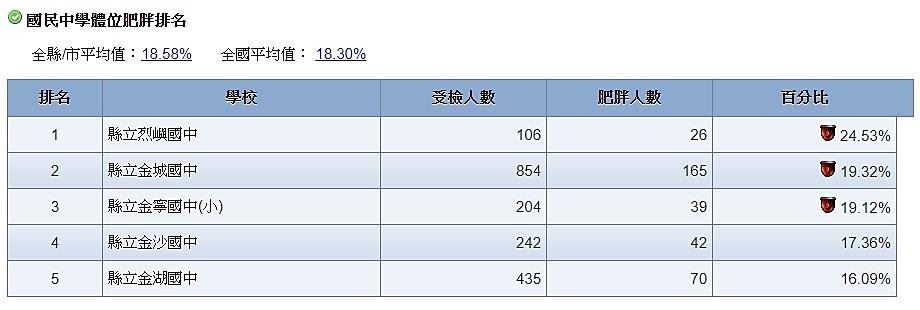 國民中學體位肥胖排名
全縣/市平均值：18.58% 全國平均值： 18.30%
排名 學校 受檢人數 肥胖人數 百分比
1 縣立烈嶼國中 106 26 24.53%
2 縣立金城國中 854 165 19.32%
3 縣立金寧國中(小) 204 39 19.12%
4 縣立金沙國中 242 42 17.36%
5 縣立金湖國中 435 70 16.09%